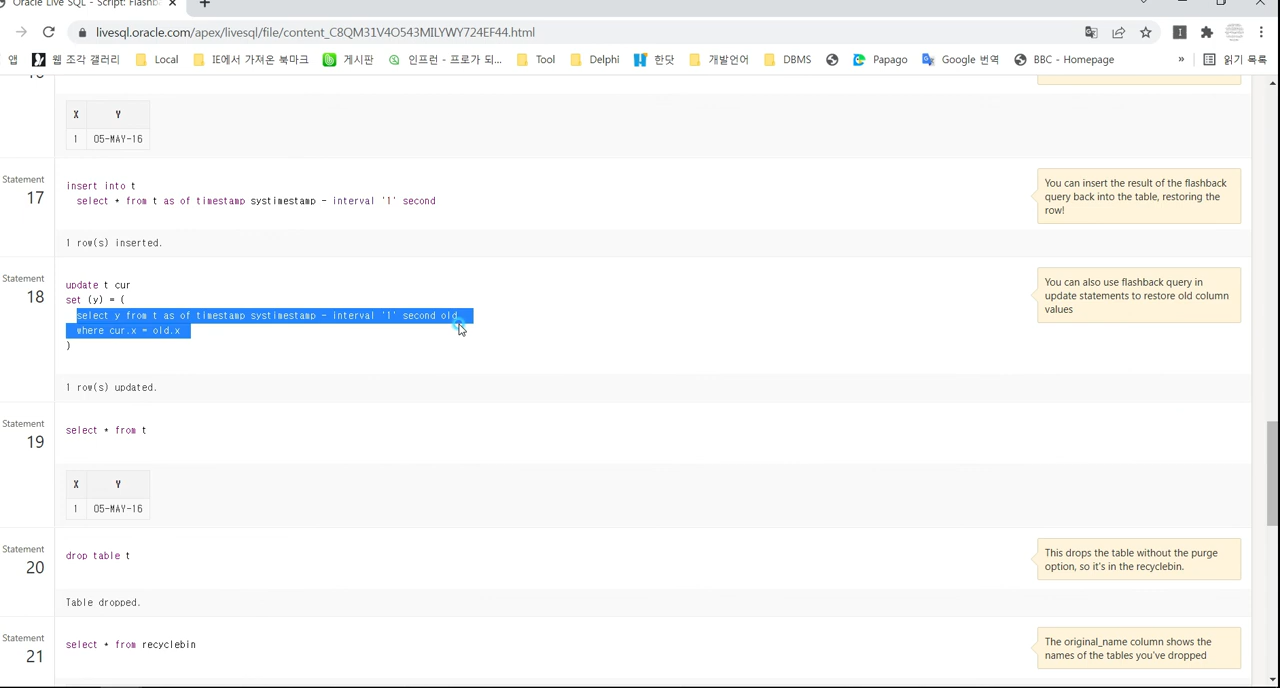 Oracle Live SQL - Script: Flashb
livesql.oracle.com/apex/livesql/file/content_C8QM31V4O543MILYWY724EF44.html
앱 웹 조각 갤러리 Local IE에서 가져온 북마크 게시판 인프런 - 프로가 되... Tool Delphi 한닷 개발언어 DBMS Papago Google 번역 BBC - Homepage » 읽기 목록
X Y
1 05-MAY-16
Statement
17
insert into t
select * from t as of timestamp systimestamp - interval '1' second
You can insert the result of the flashback
query back into the table, restoring the
row!
1 row(s) inserted.
Statement
18
update t cur
set (y) = (
select y from t as of timestamp systimestamp - interval '1' second old
where cur.x = old.x
)
You can also use flashback query in
update statements to restore old column
values
1 row(s) updated.
Statement
19
select * from t
X Y
1 05-MAY-16
Statement
20
drop table t
This drops the table without the purge
option, so it's in the recyclebin.
Table dropped.
Statement
21
select * from recyclebin
The original_name column shows the
names of the tables you've dropped